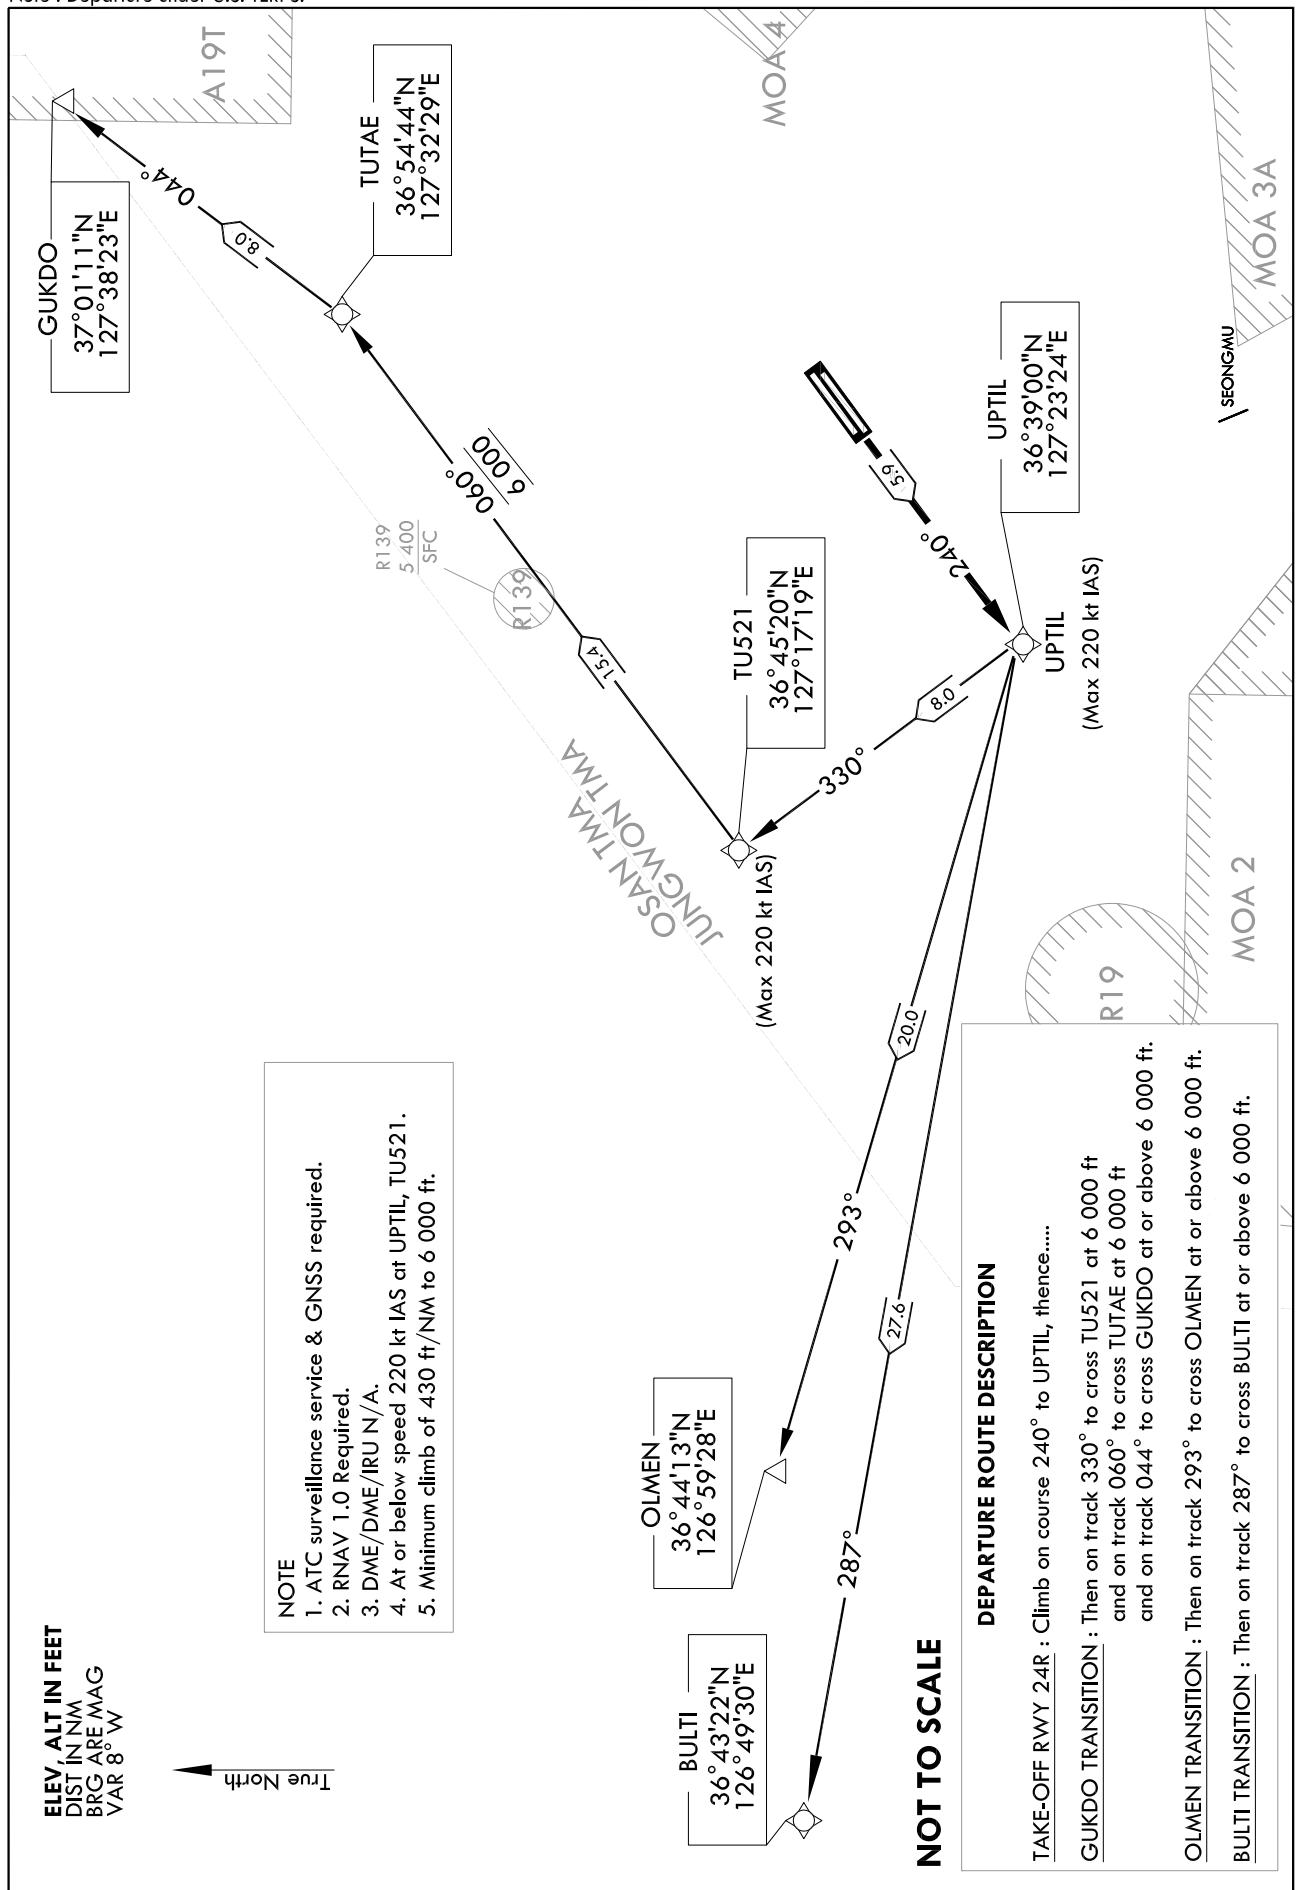 ELEV, ALT IN FEET
DIST IN NM
BRG ARE MAG
VAR 8° W
True North
NOTE
1. ATC surveillance service & GNSS required.
2. RNAV 1.0 Required.
3. DME/DME/IRU N/A.
4. At or below speed 220 kt IAS at UPTIL, TU521.
5. Minimum climb of 430 ft/NM to 6 000 ft.
GUKDO
37°01'11"N
127°38'23"E
A19T
044°
8.0
TUTAE
36°54'44"N
127°32'29"E
MOA 4
060°
6 000
R139
5 400
SFC
R139
15.4
OSAN TMA
JUNGWON TMA
TU521
36°45'20"N
127°17'19"E
(Max 220 kt IAS)
330°
8.0
5.9
240°
UPTIL
36°39'00"N
127°23'24"E
UPTIL
(Max 220 kt IAS)
MOA 3A
SEONGMU
MOA 2
R19
20.0
293°
27.6
287°
OLMEN
36°44'13"N
126°59'28"E
BULTI
36°43'22"N
126°49'30"E
NOT TO SCALE
DEPARTURE ROUTE DESCRIPTION
TAKE-OFF RWY 24R : Climb on course 240° to UPTIL, thence.....
GUKDO TRANSITION : Then on track 330° to cross TU521 at 6 000 ft
and on track 060° to cross TUTAE at 6 000 ft
and on track 044° to cross GUKDO at or above 6 000 ft.
OLMEN TRANSITION : Then on track 293° to cross OLMEN at or above 6 000 ft.
BULTI TRANSITION : Then on track 287° to cross BULTI at or above 6 000 ft.